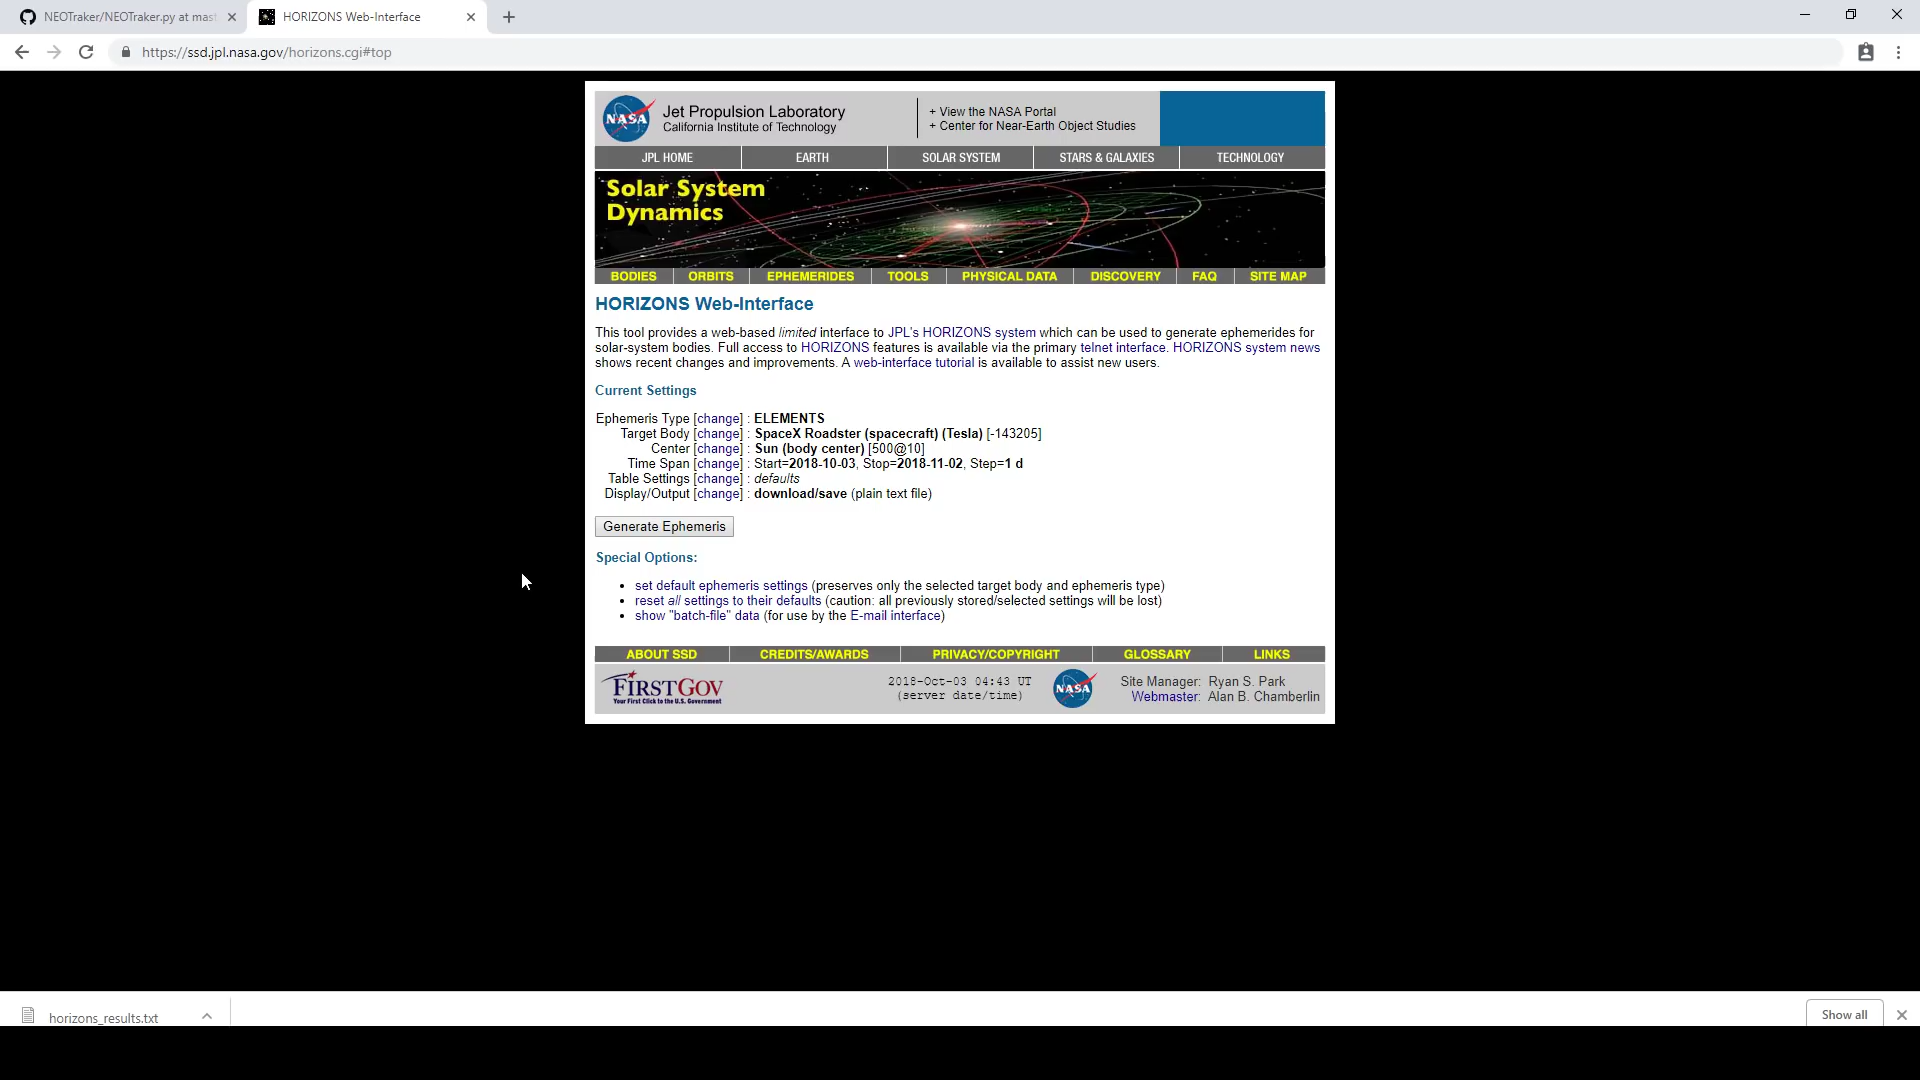 NEOTraker/NEOTraker.py at mast
HORIZONS Web-Interface
https://ssd.jpl.nasa.gov/horizons.cgi#top
NASA
Jet Propulsion Laboratory
California Institute of Technology
+ View the NASA Portal
+ Center for Near-Earth Object Studies
JPL HOME EARTH SOLAR SYSTEM STARS & GALAXIES TECHNOLOGY
Solar System
Dynamics
BODIES ORBITS EPHEMERIDES TOOLS PHYSICAL DATA DISCOVERY FAQ SITE MAP
HORIZONS Web-Interface
This tool provides a web-based limited interface to JPL's HORIZONS system which can be used to generate ephemerides for
solar-system bodies. Full access to HORIZONS features is available via the primary telnet interface. HORIZONS system news
shows recent changes and improvements. A web-interface tutorial is available to assist new users.
Current Settings
Ephemeris Type [change] : ELEMENTS
Target Body [change] : SpaceX Roadster (spacecraft) (Tesla) [-143205]
Center [change] : Sun (body center) [500@10]
Time Span [change] : Start=2018-10-03, Stop=2018-11-02, Step=1 d
Table Settings [change] : defaults
Display/Output [change] : download/save (plain text file)
Generate Ephemeris
Special Options:
• set default ephemeris settings (preserves only the selected target body and ephemeris type)
• reset all settings to their defaults (caution: all previously stored/selected settings will be lost)
• show "batch-file" data (for use by the E-mail interface)
ABOUT SSD CREDITS/AWARDS PRIVACY/COPYRIGHT GLOSSARY LINKS
FIRSTGOV
Your First Click to the U.S. Government
2018-Oct-03 04:43 UT
(server date/time)
NASA
Site Manager: Ryan S. Park
Webmaster: Alan B. Chamberlin
horizons_results.txt
Show all